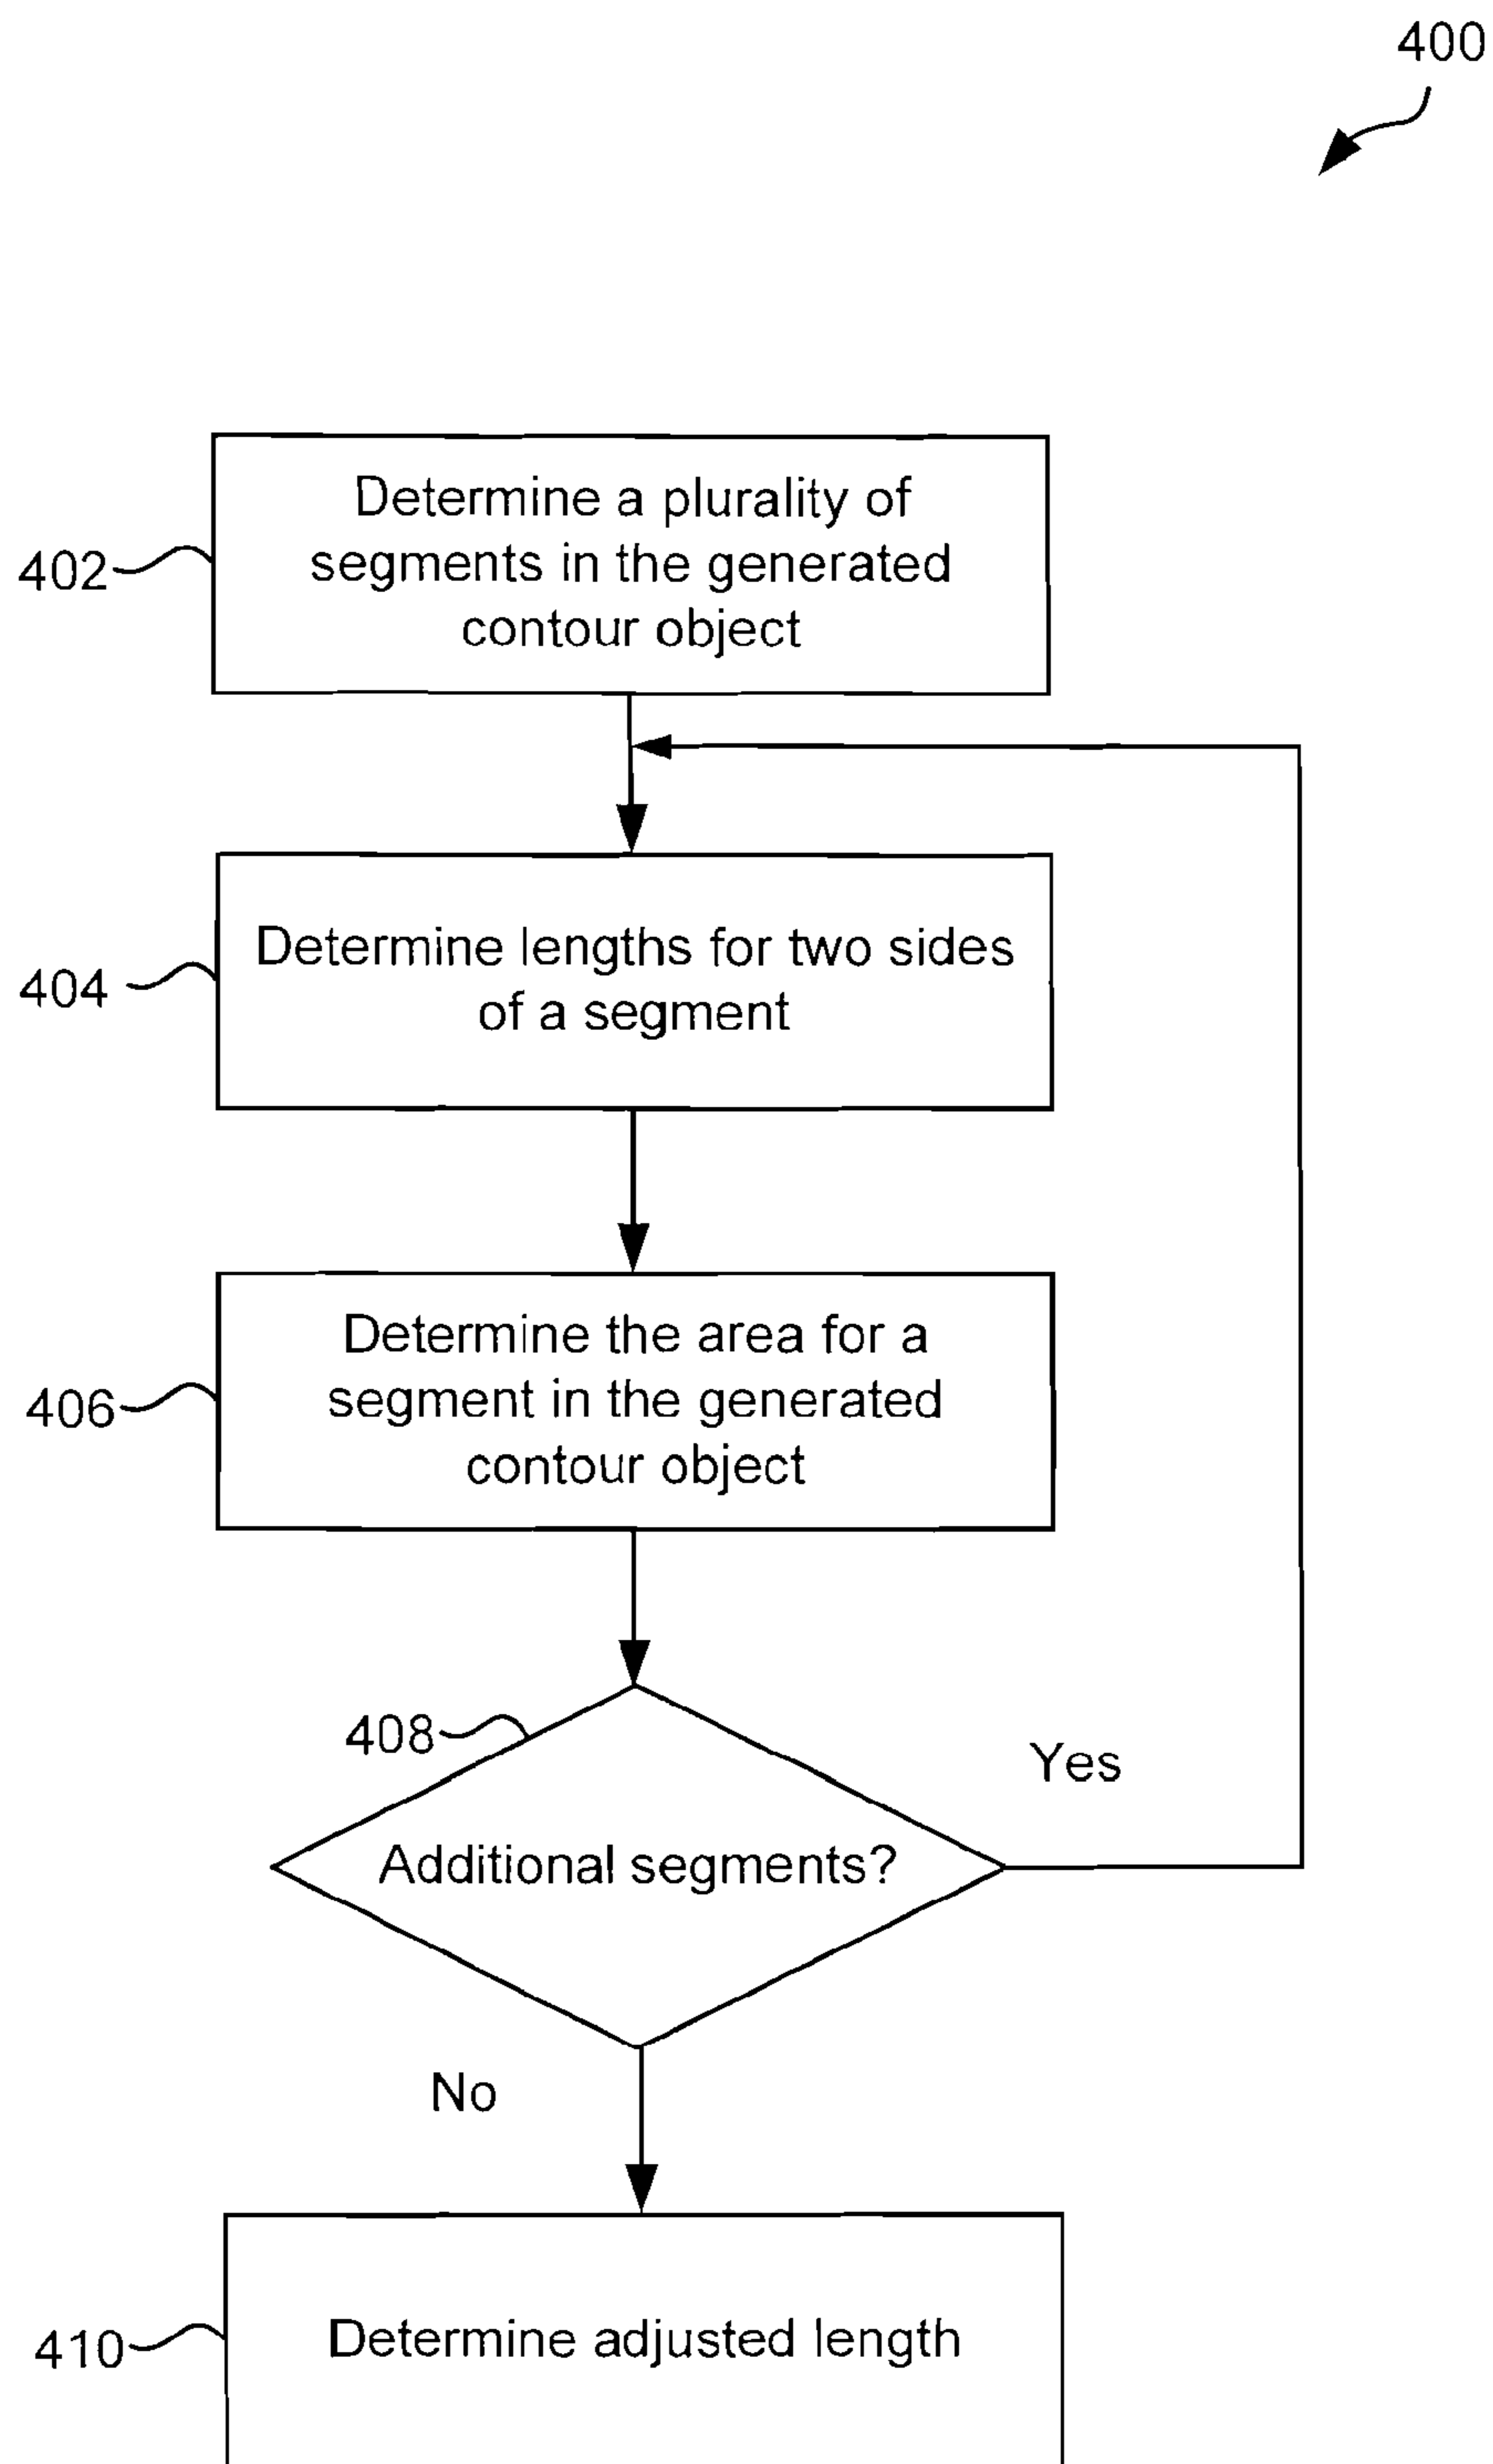 400
402
Determine a plurality of
segments in the generated
contour object
404
Determine lengths for two sides
of a segment
406
Determine the area for a
segment in the generated
contour object
408
Yes
Additional segments?
No
410
Determine adjusted length